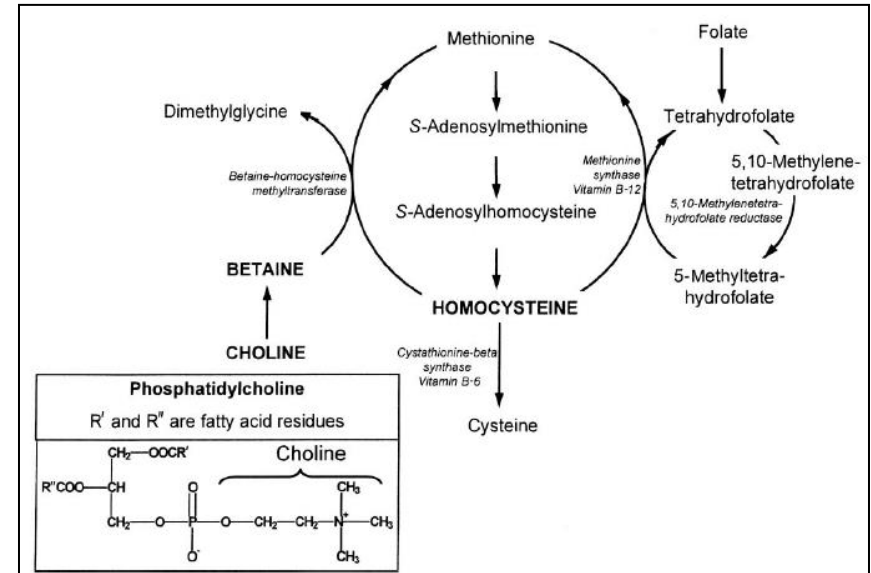 Methionine
Folate
Dimethylglycine
S-Adenosylmethionine
Tetrahydrofolate
Betaine-homocysteine
methyltransferase
Methionine
synthase
Vitamin B-12
5,10-Methylene-
tetrahydrofolate
5,10-Methylenetetra-
hydrofolate reductase
S-Adenosylhomocysteine
BETAINE
5-Methyltetra-
hydrofolate
HOMOCYSTEINE
CHOLINE
Cystathionine-beta
synthase
Vitamin B-6
Cysteine
Phosphatidylcholine
R' and R" are fatty acid residues
CH₂—OOCR'
Choline
R"COO—CH
O
CH₃
CH₂—O—P—O—CH₂—CH₂—N⁺—CH₃
O⁻
CH₃